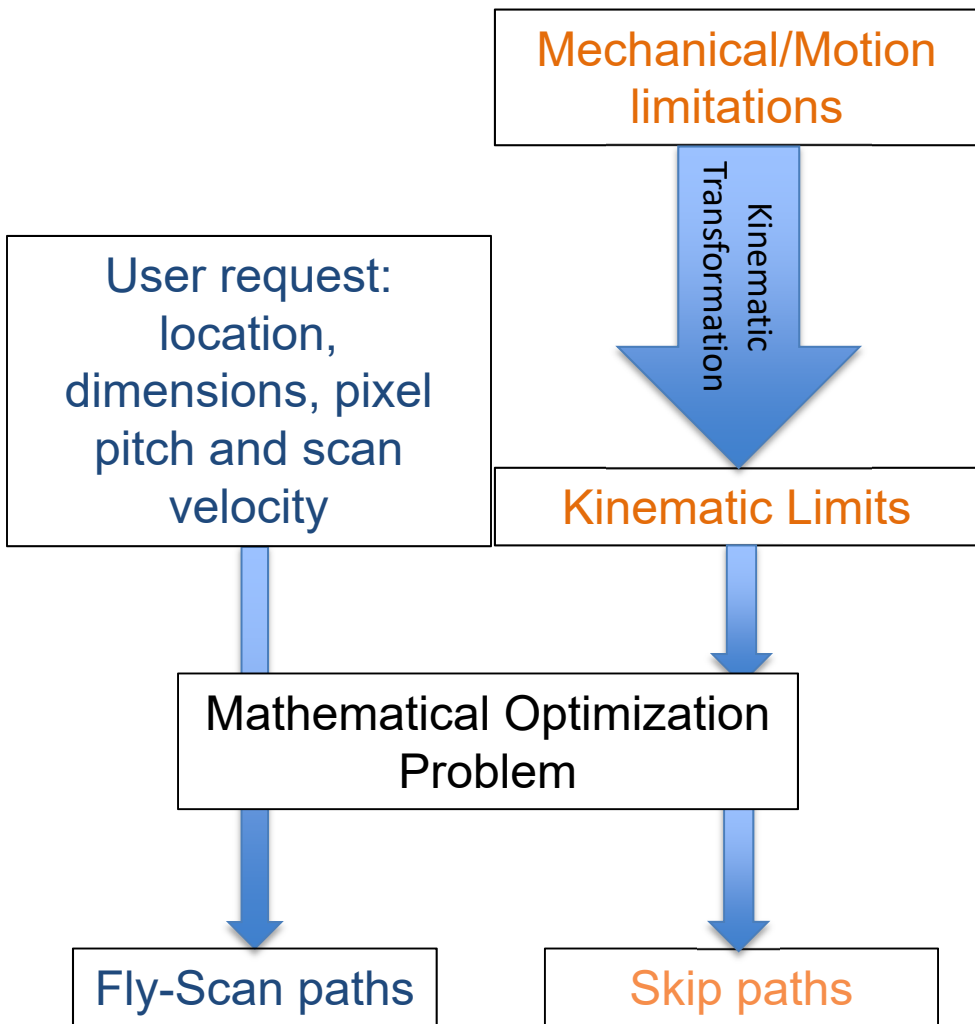 Mechanical/Motion
limitations
Kinematic
Transformation
User request:
location,
dimensions, pixel
pitch and scan
velocity
Kinematic Limits
Mathematical Optimization
Problem
Fly-Scan paths
Skip paths